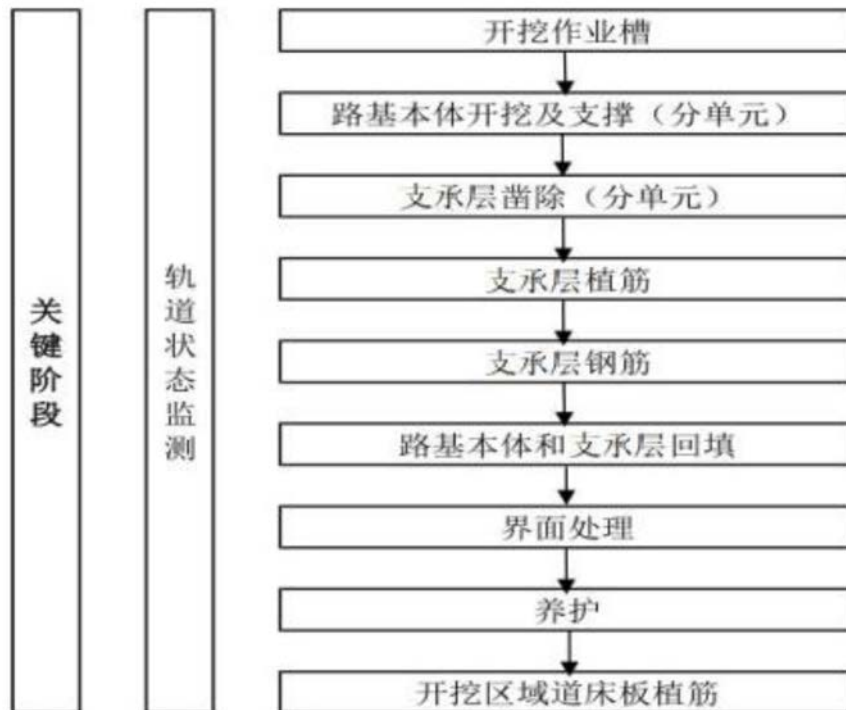 关键阶段
轨道状态监测
开挖作业槽
路基本体开挖及支撑（分单元）
支承层凿除（分单元）
支承层植筋
支承层钢筋
路基本体和支承层回填
界面处理
养护
开挖区域道床板植筋